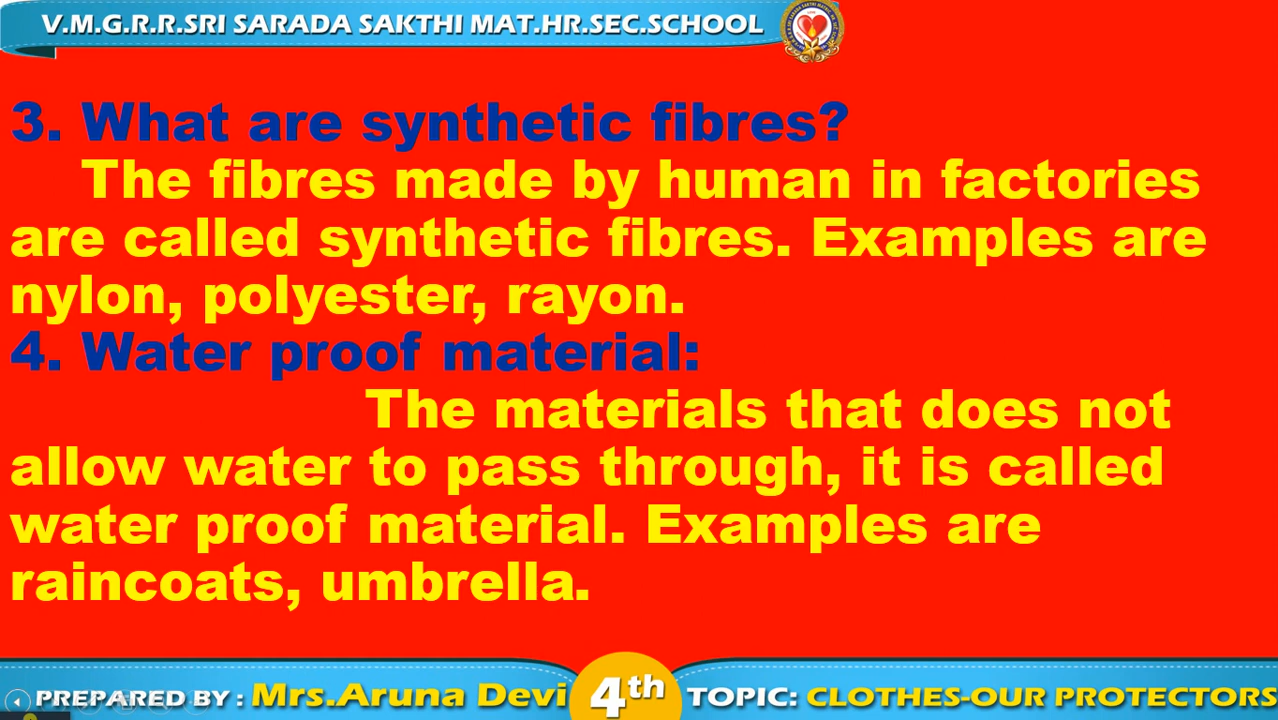 V.M.G.R.R.SRI SARADA SAKTHI MAT.HR.SEC.SCHOOL
3. What are synthetic fibres?
The fibres made by human in factories
are called synthetic fibres. Examples are
nylon, polyester, rayon.
4. Water proof material:
The materials that does not
allow water to pass through, it is called
water proof material. Examples are
raincoats, umbrella.
PREPARED BY : Mrs.Aruna Devi 4th TOPIC: CLOTHES-OUR PROTECTORS